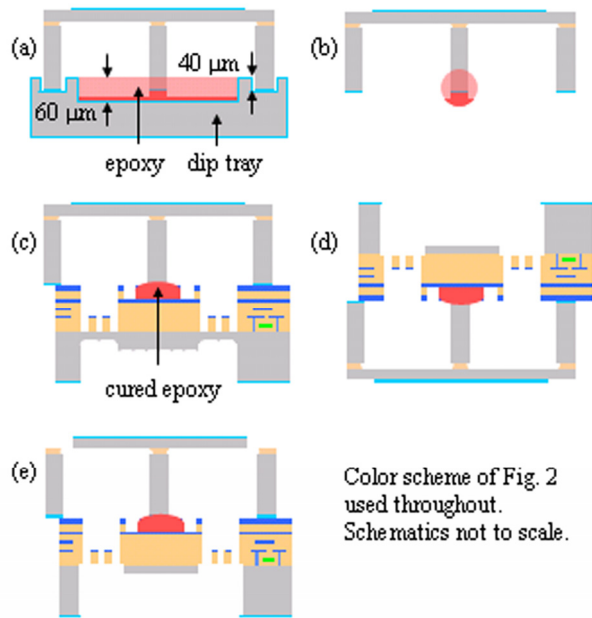 (a)
40 μm
60 μm
epoxy
dip tray
(b)
(c)
cured epoxy
(d)
(e)
Color scheme of Fig. 2
used throughout.
Schematics not to scale.